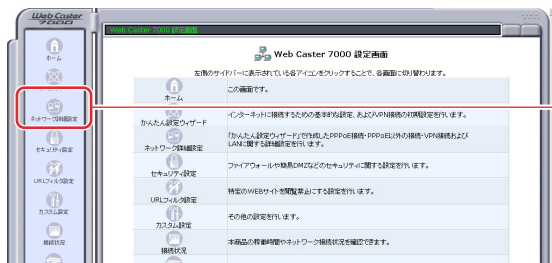 Web Caster
7000
Web Caster 7000 設定画面
ホーム
ネットワーク詳細設定
セキュリティ設定
URLフィルタ設定
カスタム設定
接続状況
Web Caster 7000 設定画面
左側のサイドバーに表示されている各アイコンをクリックすることで、各画面に切り替わります。
ホーム
この画面です。
かんたん設定ウィザード
インターネットに接続するための基本的な設定、およびVPN接続の初期設定を行います。
ネットワーク詳細設定
「かんたん設定ウィザード」で作成したPPPoE接続・PPPoE以外の接続・VPN接続および
LANに関する詳細設定を行います。
セキュリティ設定
ファイアウォールや簡易DMZなどのセキュリティに関する設定を行います。
URLフィルタ設定
特定のWEBサイトを閲覧禁止にする設定を行います。
カスタム設定
その他の設定を行います。
接続状況
本商品の稼働時間やネットワーク接続状況を確認できます。